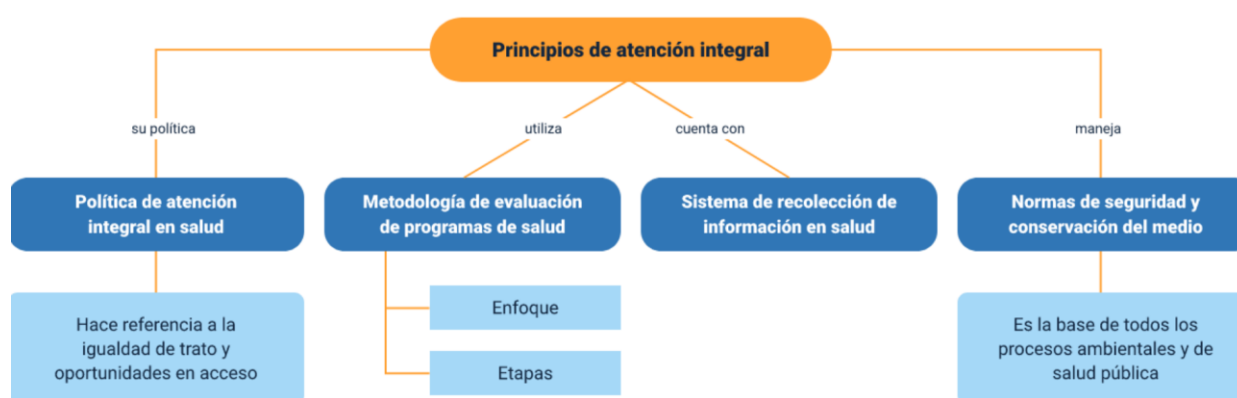 Principios de atención integral
su política
utiliza
cuenta con
maneja
Política de atención
integral en salud
Metodología de evaluación
de programas de salud
Sistema de recolección de
información en salud
Normas de seguridad y
conservación del medio
Hace referencia a la
igualdad de trato y
oportunidades en acceso
Enfoque
Etapas
Es la base de todos los
procesos ambientales y de
salud pública